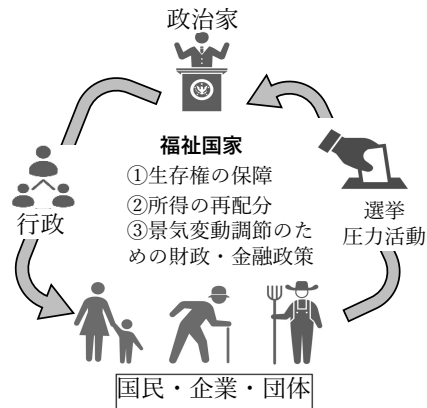 政治家
福祉国家
①生存権の保障
②所得の再配分
③景気変動調節のた
めの財政・金融政策
行政
選挙
圧力活動
国民・企業・団体